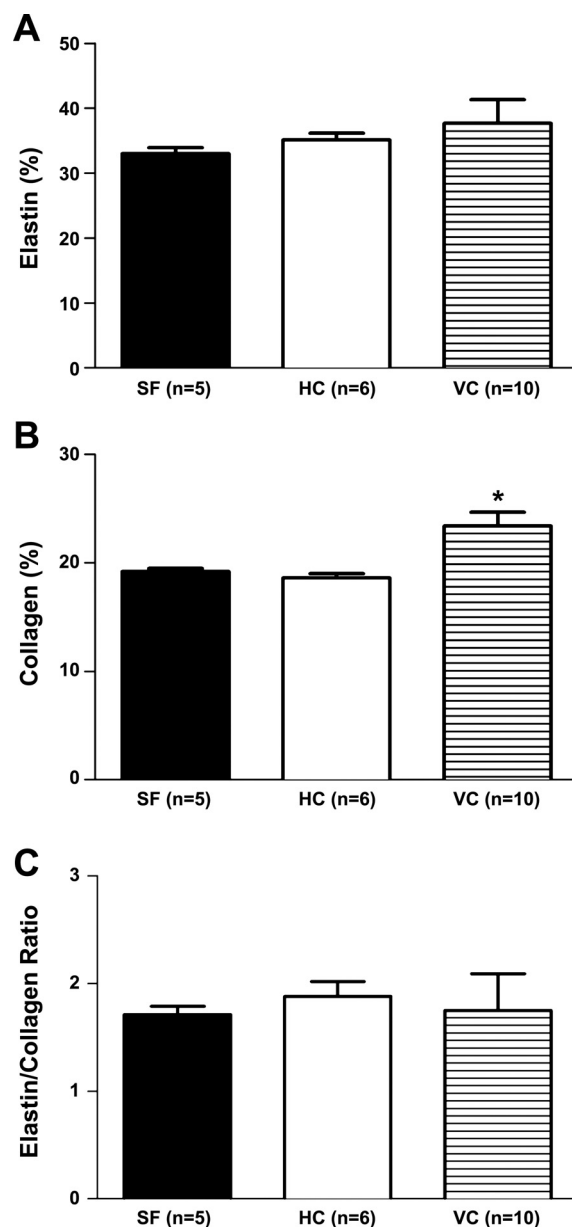 A
Elastin (%)
50
40
30
20
10
0
SF (n=5) HC (n=6) VC (n=10)
B
Collagen (%)
30
20
10
0
*
SF (n=5) HC (n=6) VC (n=10)
C
Elastin/Collagen Ratio
3
2
1
0
SF (n=5) HC (n=6) VC (n=10)